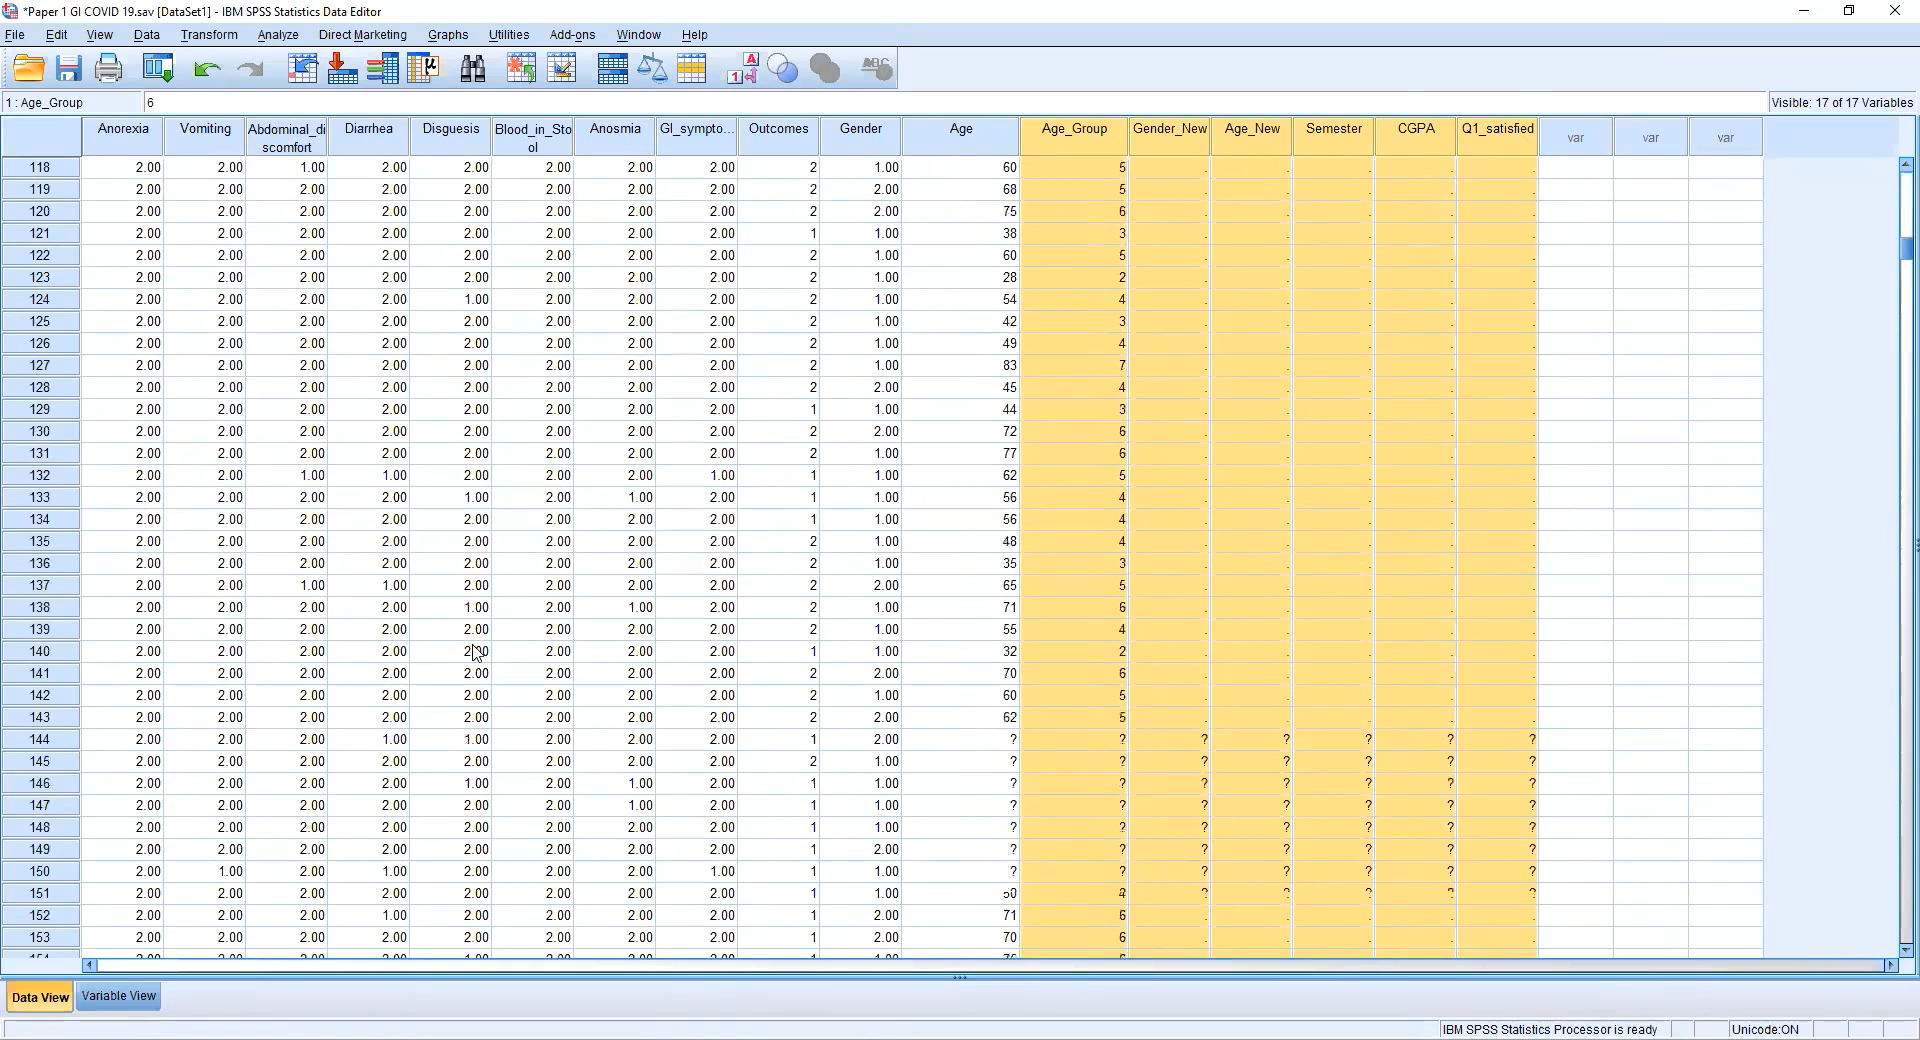 *Paper 1 GI COVID 19.sav [DataSet1] - IBM SPSS Statistics Data Editor
File Edit View Data Transform Analyze Direct Marketing Graphs Utilities Add-ons Window Help
1 : Age_Group 6 Visible: 17 of 17 Variables
Anorexia Vomiting Abdominal_di Diarrhea Disguesis Blood_in_Sto Anosmia GI_sympto... Outcomes Gender Age Age_Group Gender_New Age_New Semester CGPA Q1_satisfied var var var
scomfort ol
118 2.00 2.00 1.00 2.00 2.00 2.00 2.00 2.00 2 1.00 60 5 . . . . .
119 2.00 2.00 2.00 2.00 2.00 2.00 2.00 2.00 2 2.00 68 5 . . . . .
120 2.00 2.00 2.00 2.00 2.00 2.00 2.00 2.00 2 2.00 75 6 . . . . .
121 2.00 2.00 2.00 2.00 2.00 2.00 2.00 2.00 1 1.00 38 3 . . . . .
122 2.00 2.00 2.00 2.00 2.00 2.00 2.00 2.00 2 1.00 60 5 . . . . .
123 2.00 2.00 2.00 2.00 2.00 2.00 2.00 2.00 2 1.00 28 2 . . . . .
124 2.00 2.00 2.00 2.00 1.00 2.00 2.00 2.00 2 1.00 54 4 . . . . .
125 2.00 2.00 2.00 2.00 2.00 2.00 2.00 2.00 2 1.00 42 3 . . . . .
126 2.00 2.00 2.00 2.00 2.00 2.00 2.00 2.00 2 1.00 49 4 . . . . .
127 2.00 2.00 2.00 2.00 2.00 2.00 2.00 2.00 2 1.00 83 7 . . . . .
128 2.00 2.00 2.00 2.00 2.00 2.00 2.00 2.00 2 2.00 45 4 . . . . .
129 2.00 2.00 2.00 2.00 2.00 2.00 2.00 2.00 1 1.00 44 3 . . . . .
130 2.00 2.00 2.00 2.00 2.00 2.00 2.00 2.00 2 2.00 72 6 . . . . .
131 2.00 2.00 2.00 2.00 2.00 2.00 2.00 2.00 2 1.00 77 6 . . . . .
132 2.00 2.00 1.00 1.00 2.00 2.00 2.00 1.00 1 1.00 62 5 . . . . .
133 2.00 2.00 2.00 2.00 1.00 2.00 1.00 2.00 1 1.00 56 4 . . . . .
134 2.00 2.00 2.00 2.00 2.00 2.00 2.00 2.00 1 1.00 56 4 . . . . .
135 2.00 2.00 2.00 2.00 2.00 2.00 2.00 2.00 2 1.00 48 4 . . . . .
136 2.00 2.00 2.00 2.00 2.00 2.00 2.00 2.00 2 1.00 35 3 . . . . .
137 2.00 2.00 1.00 1.00 2.00 2.00 2.00 2.00 2 2.00 65 5 . . . . .
138 2.00 2.00 2.00 2.00 1.00 2.00 1.00 2.00 2 1.00 71 6 . . . . .
139 2.00 2.00 2.00 2.00 2.00 2.00 2.00 2.00 2 1.00 55 4 . . . . .
140 2.00 2.00 2.00 2.00 2.00 2.00 2.00 2.00 1 1.00 32 2 . . . . .
141 2.00 2.00 2.00 2.00 2.00 2.00 2.00 2.00 2 2.00 70 6 . . . . .
142 2.00 2.00 2.00 2.00 2.00 2.00 2.00 2.00 2 1.00 60 5 . . . . .
143 2.00 2.00 2.00 2.00 2.00 2.00 2.00 2.00 2 2.00 62 5 . . . . .
144 2.00 2.00 2.00 1.00 1.00 2.00 2.00 2.00 1 2.00 ? ? ? ? ? ? ?
145 2.00 2.00 2.00 2.00 2.00 2.00 2.00 2.00 2 1.00 ? ? ? ? ? ? ?
146 2.00 2.00 2.00 2.00 1.00 2.00 1.00 2.00 1 1.00 ? ? ? ? ? ? ?
147 2.00 2.00 2.00 2.00 2.00 2.00 1.00 2.00 1 1.00 ? ? ? ? ? ? ?
148 2.00 2.00 2.00 2.00 2.00 2.00 2.00 2.00 1 1.00 ? ? ? ? ? ? ?
149 2.00 2.00 2.00 2.00 2.00 2.00 2.00 2.00 1 2.00 ? ? ? ? ? ? ?
150 2.00 1.00 2.00 1.00 2.00 2.00 2.00 1.00 1 1.00 ? ? ? ? ? ? ?
151 2.00 2.00 2.00 2.00 2.00 2.00 2.00 2.00 1 1.00
152 2.00 2.00 2.00 1.00 2.00 2.00 2.00 2.00 1 2.00 71 6 . . . . .
153 2.00 2.00 2.00 2.00 2.00 2.00 2.00 2.00 1 2.00 70 6 . . . . .
Data View Variable View
IBM SPSS Statistics Processor is ready Unicode:ON